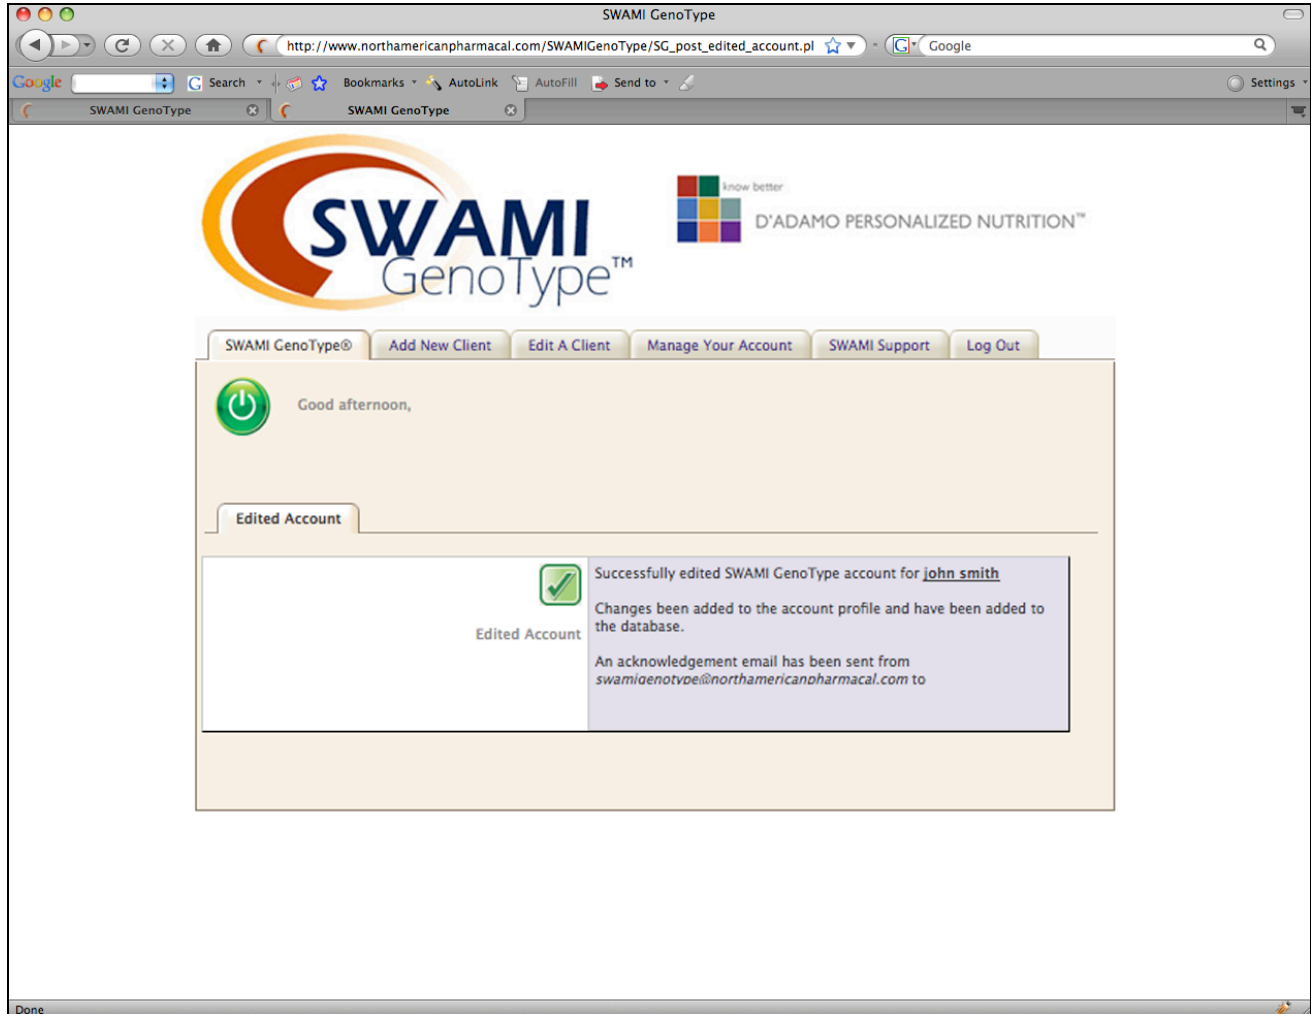 SWAMI GenoType
http://www.northamericanpharmacal.com/SWAMIGenoType/SG_post_edited_account.pl
G Google
Google
G Search
Bookmarks
AutoLink
AutoFill
Send to
Settings
SWAMI GenoType
SWAMI GenoType
SWAMI
GenoType™
know better
D'ADAMO PERSONALIZED NUTRITION™
SWAMI GenoType®
Add New Client
Edit A Client
Manage Your Account
SWAMI Support
Log Out
Good afternoon,
Edited Account
Edited Account
Successfully edited SWAMI GenoType account for john smith
Changes been added to the account profile and have been added to
the database.
An acknowledgement email has been sent from
swamigenotype@northamericanpharmacal.com to
Done